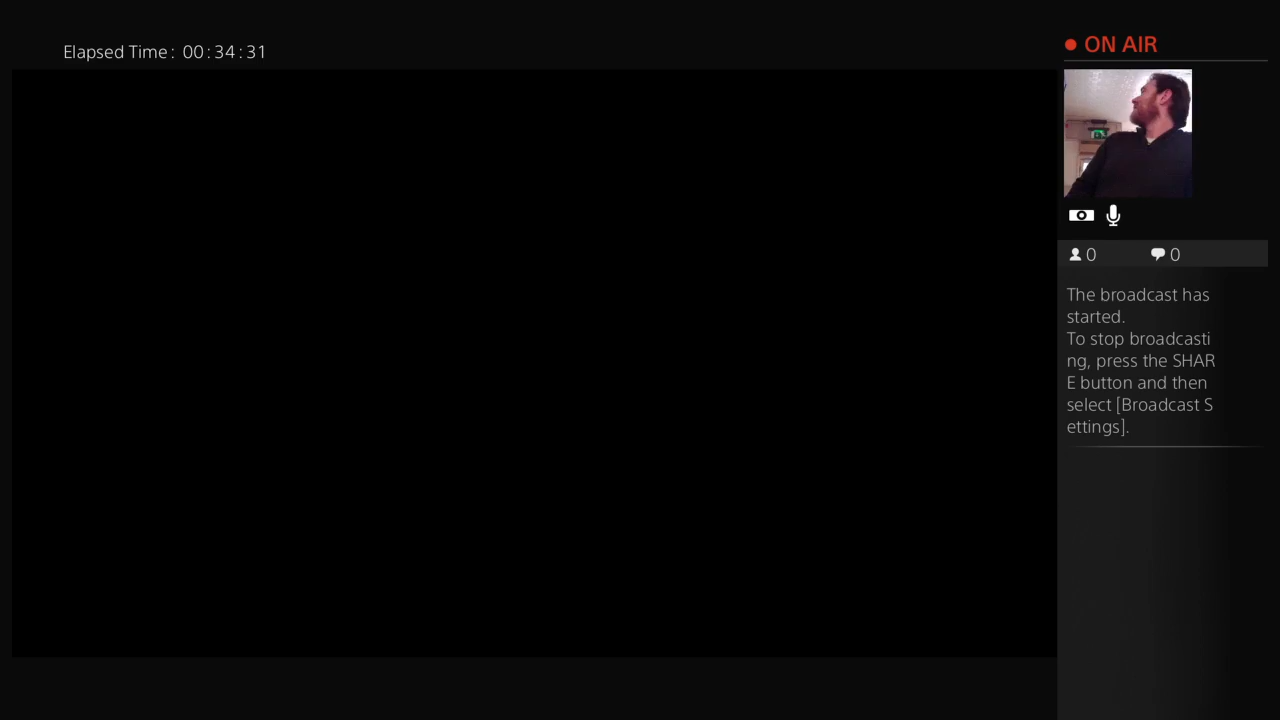 Elapsed Time: 00:34:31
ON AIR
0 0
The broadcast has
started.
To stop broadcasti
ng, press the SHAR
E button and then
select [Broadcast S
ettings].